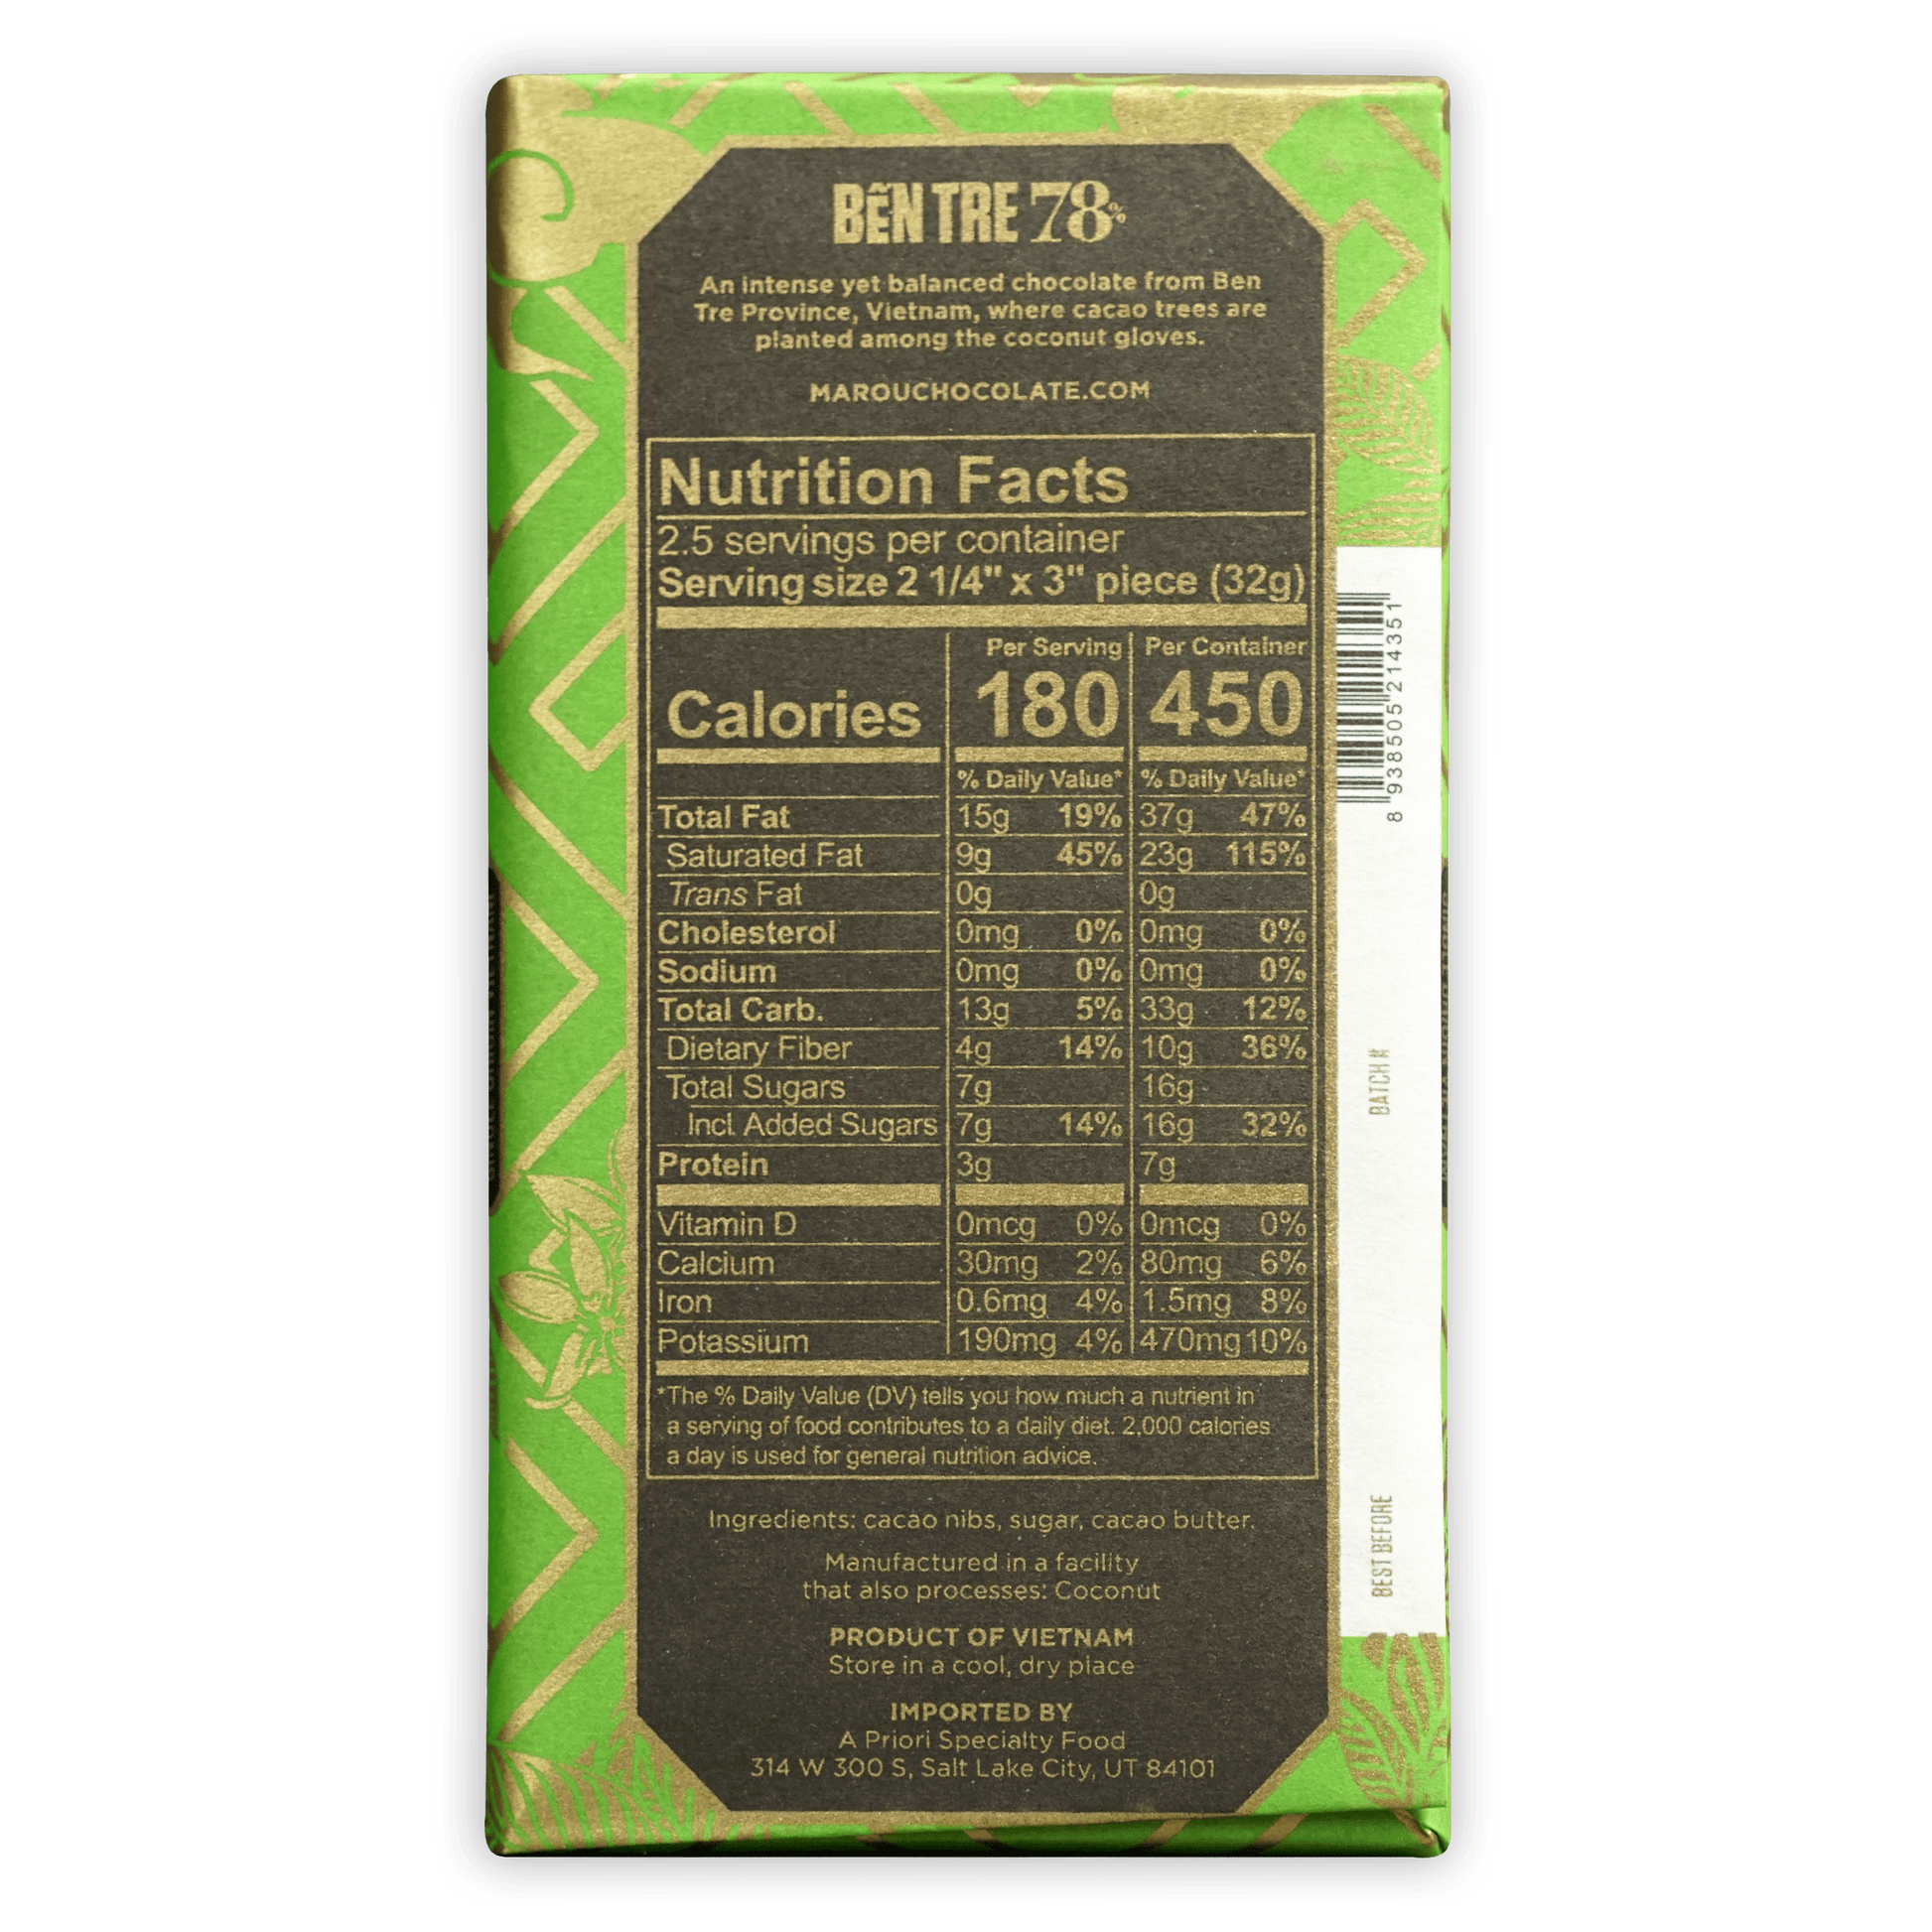 BẾN TRE 78%
An intense yet balanced chocolate from Ben
Tre Province, Vietnam, where cacao trees are
planted among the coconut gloves.
MAROUCHOCOLATE.COM
Nutrition Facts
2.5 servings per container
Serving size 2 1/4" x 3" piece (32g)
Per Serving Per Container
Calories 180 450
% Daily Value* % Daily Value*
Total Fat 15g 19% 37g 47%
Saturated Fat 9g 45% 23g 115%
Trans Fat 0g 0g
Cholesterol 0mg 0% 0mg 0%
Sodium 0mg 0% 0mg 0%
Total Carb. 13g 5% 33g 12%
Dietary Fiber 4g 14% 10g 36%
Total Sugars 7g 16g
Incl. Added Sugars 7g 14% 16g 32%
Protein 3g 7g
Vitamin D 0mcg 0% 0mcg 0%
Calcium 30mg 2% 80mg 6%
Iron 0.6mg 4% 1.5mg 8%
Potassium 190mg 4% 470mg 10%
*The % Daily Value (DV) tells you how much a nutrient in
a serving of food contributes to a daily diet. 2,000 calories
a day is used for general nutrition advice.
Ingredients: cacao nibs, sugar, cacao butter.
Manufactured in a facility
that also processes: Coconut
PRODUCT OF VIETNAM
Store in a cool, dry place
IMPORTED BY
A Priori Specialty Food
314 W 300 S, Salt Lake City, UT 84101
8 938505 214351
BATCH #
BEST BEFORE